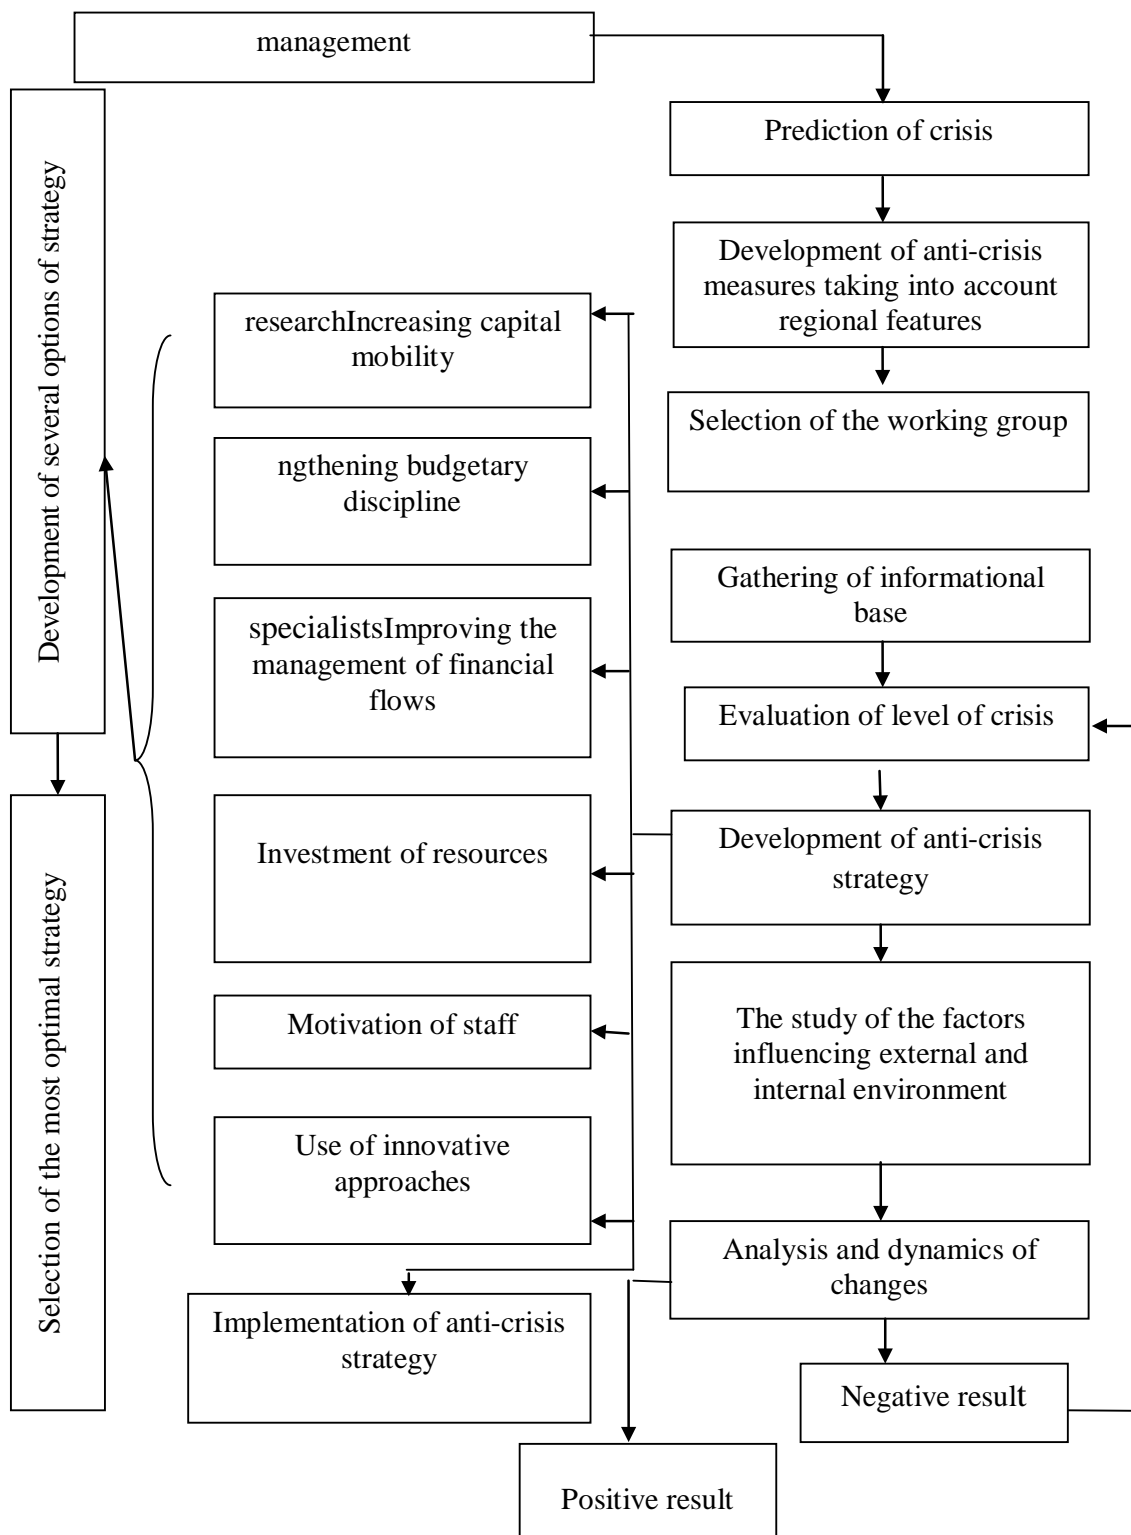 management
Prediction of crisis
Development of anti-crisis
measures taking into account
regional features
Selection of the working group
Gathering of informational
base
Evaluation of level of crisis
Development of anti-crisis
strategy
The study of the factors
influencing external and
internal environment
Analysis and dynamics of
changes
Negative result
Positive result
researchIncreasing capital
mobility
ngthening budgetary
discipline
specialistsImproving the
management of financial
flows
Investment of resources
Motivation of staff
Use of innovative
approaches
Implementation of anti-crisis
strategy
Development of several options of strategy
Selection of the most optimal strategy